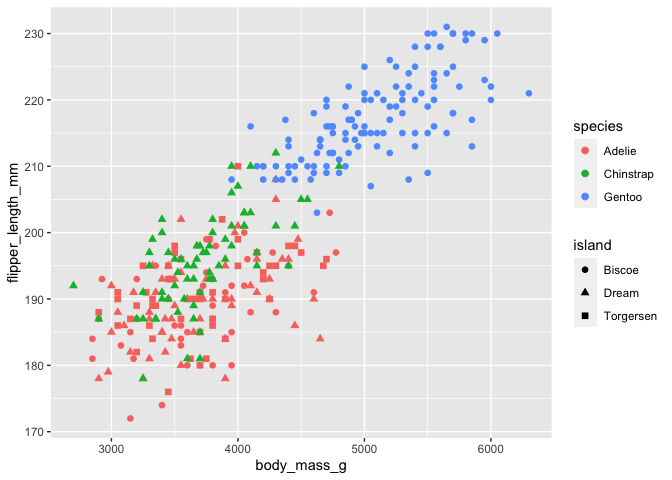 230
220
210
200
190
180
170
flipper_length_mm
3000 4000 5000 6000
body_mass_g
species
Adelie
Chinstrap
Gentoo
island
Biscoe
Dream
Torgersen